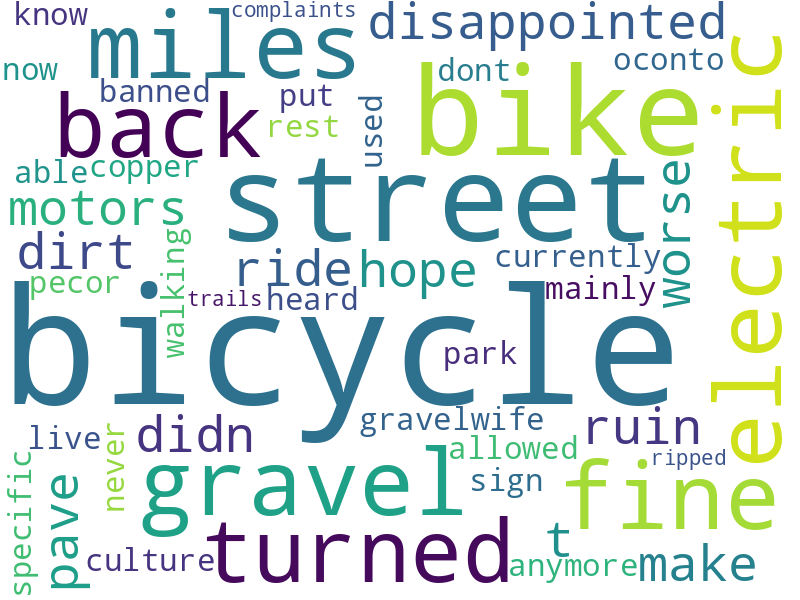 know
complaints
disappointed
miles
now
banned
put
dont
oconto
bike
electric
back
rest
used
able
copper
street
worse
motors
dirt
walking
ride
hope
currently
pecor
trails
heard
mainly
bicycle
park
live
didn
gravelwife
ruin
never
allowed
ripped
specific
pave
gravel
sign
fine
culture
turned
t
anymore
make